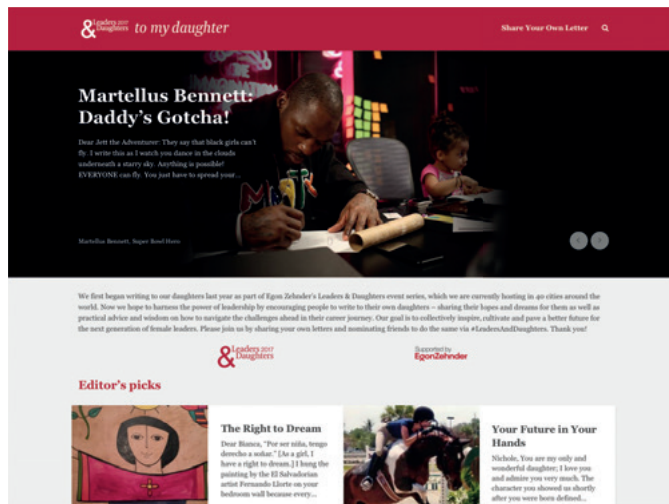 & Leaders 2017
Daughters
to my daughter
Share Your Own Letter
Martellus Bennett:
Daddy's Gotcha!
Dear Jett the Adventurer: They say that black girls can't
fly. I write this as I watch you dance in the clouds
underneath a starry sky. Anything is possible!
EVERYONE can fly. You just have to spread your...
Martellus Bennett, Super Bowl Hero
We first began writing to our daughters last year as part of Egon Zehnder's Leaders & Daughters event series, which we are currently hosting in 40 cities around the
world. Now we hope to harness the power of leadership by encouraging people to write to their own daughters – sharing their hopes and dreams for them as well as
practical advice and wisdom on how to navigate the challenges ahead in their career journey. Our goal is to collectively inspire, cultivate and pave a better future for
the next generation of female leaders. Please join us by sharing your own letters and nominating friends to do the same via #LeadersAndDaughters. Thank you!
& Leaders 2017
Daughters
Supported by
EgonZehnder
Editor's picks
The Right to Dream
Dear Bianca, "Por ser niña, tengo
derecho a soñar." [As a girl, I
have a right to dream.] I hung the
painting by the El Salvadorian
artist Fernando Llorte on your
bedroom wall because every...
Your Future in Your
Hands
Nichole, You are my only and
wonderful daughter; I love you
and admire you very much. The
character you showed us shortly
after you were born defined...